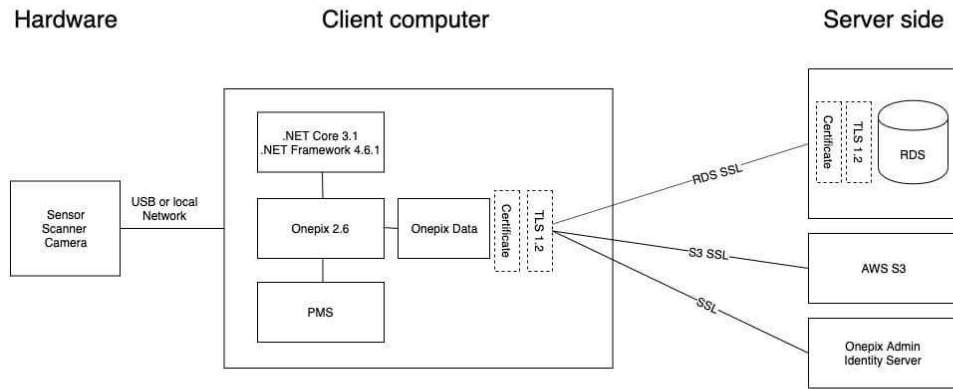 Hardware
Client computer
Server side
.NET Core 3.1
.NET Framework 4.6.1
Sensor
Scanner
Camera
USB or local
Network
Onepix 2.6
Onepix Data
Certificate
TLS 1.2
PMS
RDS SSL
S3 SSL
SSL
Certificate
TLS 1.2
RDS
AWS S3
Onepix Admin
Identity Server